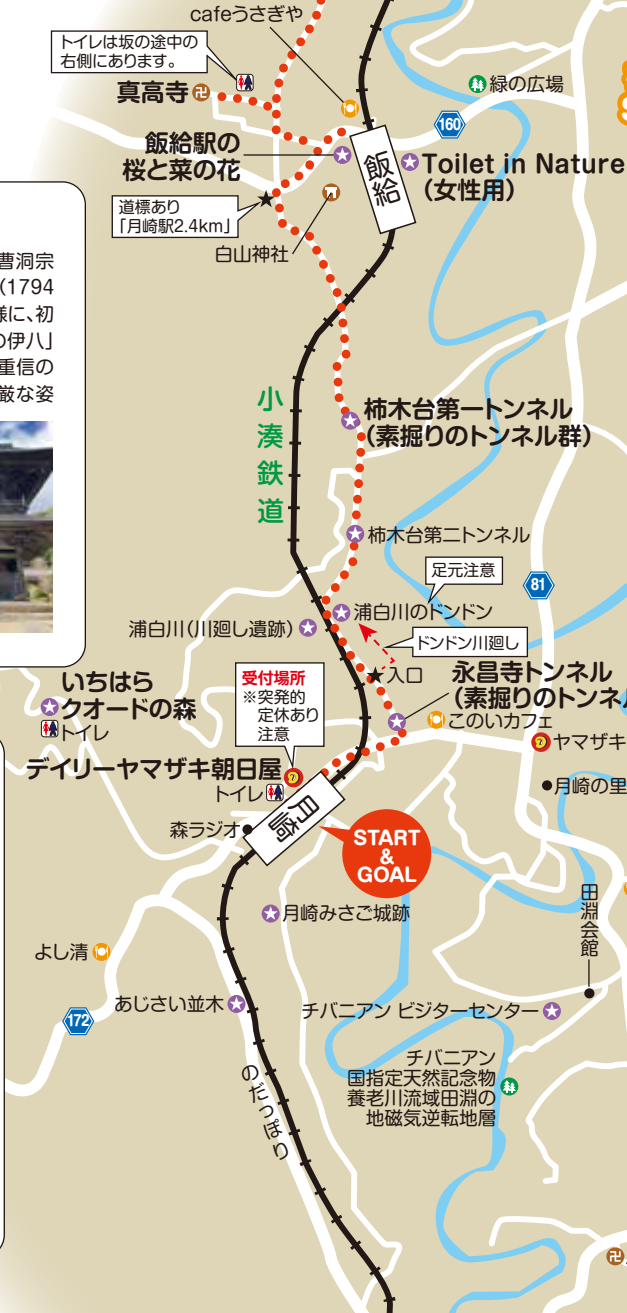 cafeうさぎや
トイレは坂の途中の
右側にあります。
真高寺
緑の広場
160
飯給駅の
桜と菜の花
飯給
Toilet in Nature
(女性用)
道標あり
「月崎駅2.4km」
白山神社
曹洞宗
(1794
様に、初
の伊八」
重信の
厳な姿
小湊鉄道
柿木台第一トンネル
(素掘りのトンネル群)
柿木台第二トンネル
足元注意
81
浦白川のドンドン
浦白川(川廻し遺跡)
ドンドン川廻し
入口
永昌寺トンネル
(素掘りのトンネル
いちはら
クオードの森
トイレ
受付場所
※突発的
定休あり
注意
このいカフェ
ヤマザキ
デイリーヤマザキ朝日屋
トイレ
月崎の里
森ラジオ
月崎
START
&
GOAL
月崎みさご城跡
田淵会館
よし清
172
あじさい並木
チバニアン ビジターセンター
チバニアン
国指定天然記念物
養老川流域田淵の
地磁気逆転地層
のだっぽり